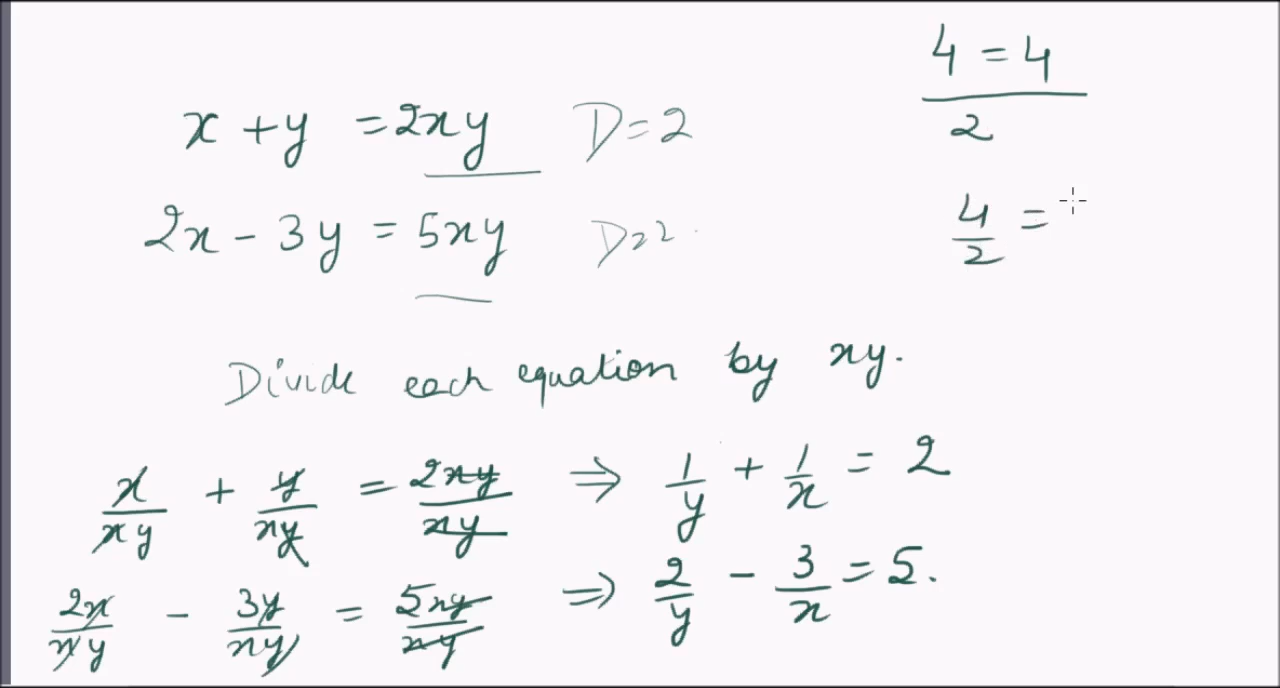 x + y = 2xy D = 2
2x - 3y = 5xy D = 2
4 = 4
2
4/2 =
Divide each equation by xy.
x/xy + y/xy = 2xy/xy ⇒ 1/y + 1/x = 2
2x/xy - 3y/xy = 5xy/xy ⇒ 2/y - 3/x = 5.